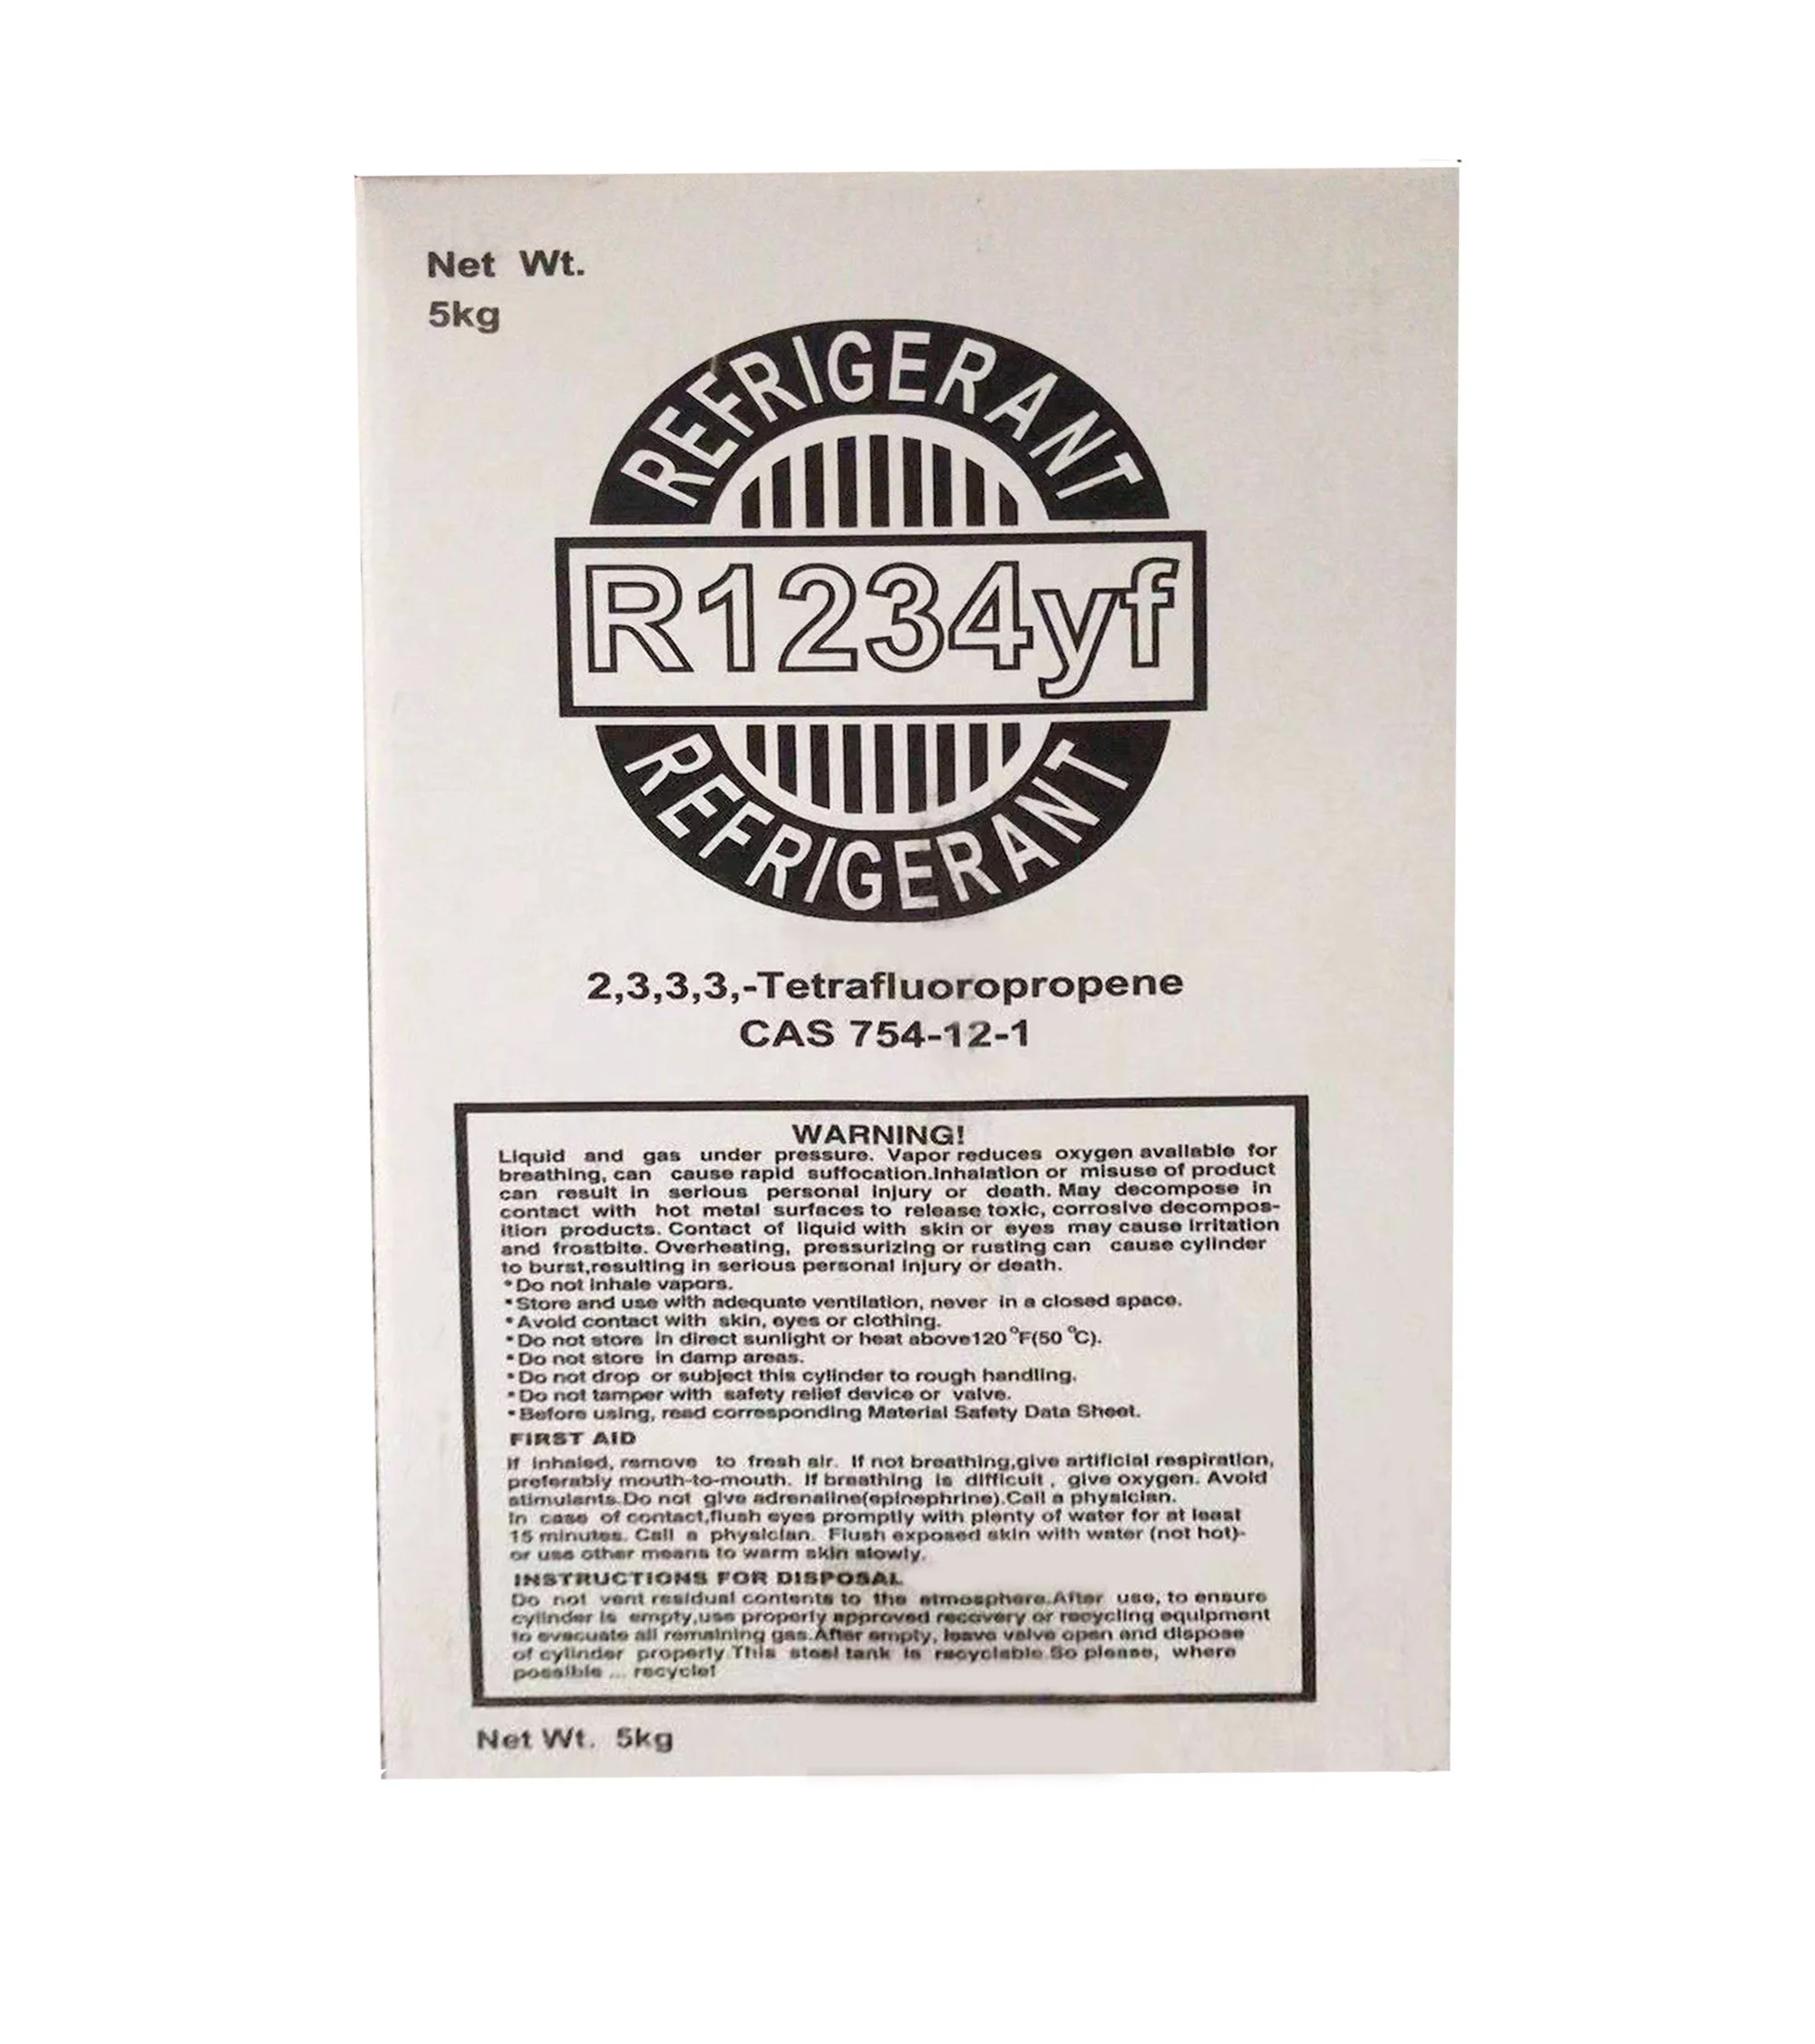 Net Wt.
5kg
REFRIGERANT
R1234yf
REFRIGERANT
2,3,3,3,-Tetrafluoropropene
CAS 754-12-1
WARNING!
Liquid and gas under pressure. Vapor reduces oxygen available for
breathing, can cause rapid suffocation.Inhalation or misuse of product
can result in serious personal injury or death. May decompose in
contact with hot metal surfaces to release toxic, corrosive decompos-
ition products. Contact of liquid with skin or eyes may cause irritation
and frostbite. Overheating, pressurizing or rusting can cause cylinder
to burst,resulting in serious personal injury or death.
*Do not inhale vapors.
*Store and use with adequate ventilation, never in a closed space.
*Avoid contact with skin, eyes or clothing.
*Do not store in direct sunlight or heat above120°F(50°C).
*Do not store in damp areas.
*Do not drop or subject this cylinder to rough handling.
*Do not tamper with safety relief device or valve.
*Before using, read corresponding Material Safety Data Sheet.
FIRST AID
If inhaled, remove to fresh air. If not breathing,give artificial respiration,
preferably mouth-to-mouth. If breathing is difficult, give oxygen. Avoid
stimulants.Do not give adrenaline(epinephrine).Call a physician.
In case of contact,flush eyes promptly with plenty of water for at least
15 minutes. Call a physician. Flush exposed skin with water (not hot)-
or use other means to warm skin slowly.
INSTRUCTIONS FOR DISPOSAL
Do not vent residual contents to the atmosphere.After use, to ensure
cylinder is empty,use properly approved recovery or recycling equipment
to evacuate all remaining gas.After empty, leave valve open and dispose
of cylinder properly.This steel tank is recyclable.So please, where
possible ... recycle!
Net Wt. 5kg